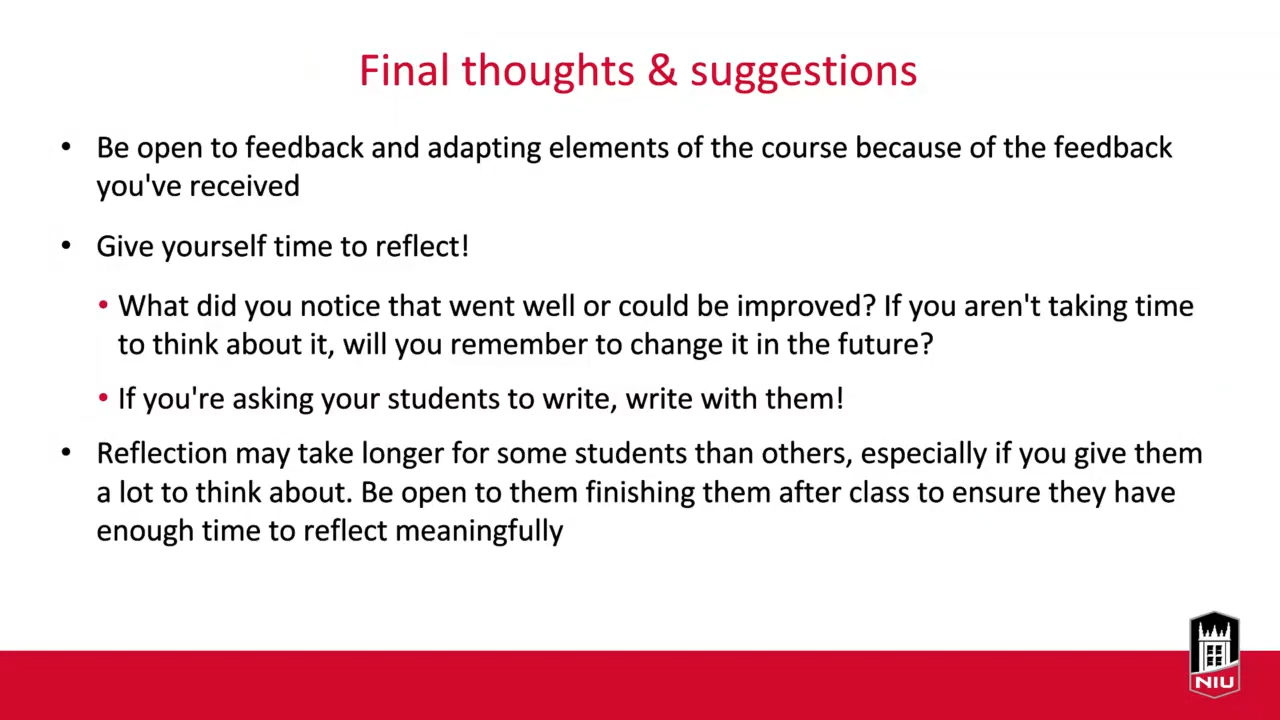 Final thoughts & suggestions
• Be open to feedback and adapting elements of the course because of the feedback
you've received
• Give yourself time to reflect!
• What did you notice that went well or could be improved? If you aren't taking time
to think about it, will you remember to change it in the future?
• If you're asking your students to write, write with them!
• Reflection may take longer for some students than others, especially if you give them
a lot to think about. Be open to them finishing them after class to ensure they have
enough time to reflect meaningfully
NIU